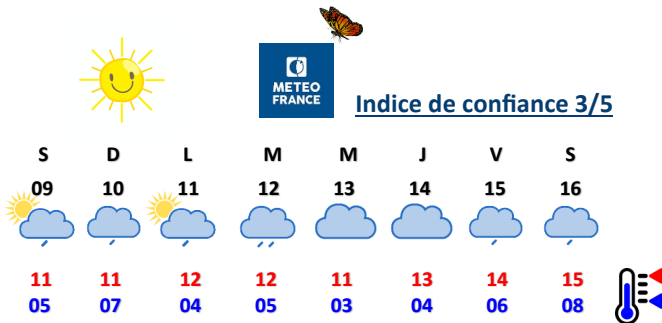 METEO
FRANCE
Indice de confiance 3/5
S D L M M J V S
09 10 11 12 13 14 15 16
11 11 12 12 11 13 14 15
05 07 04 05 03 04 06 08